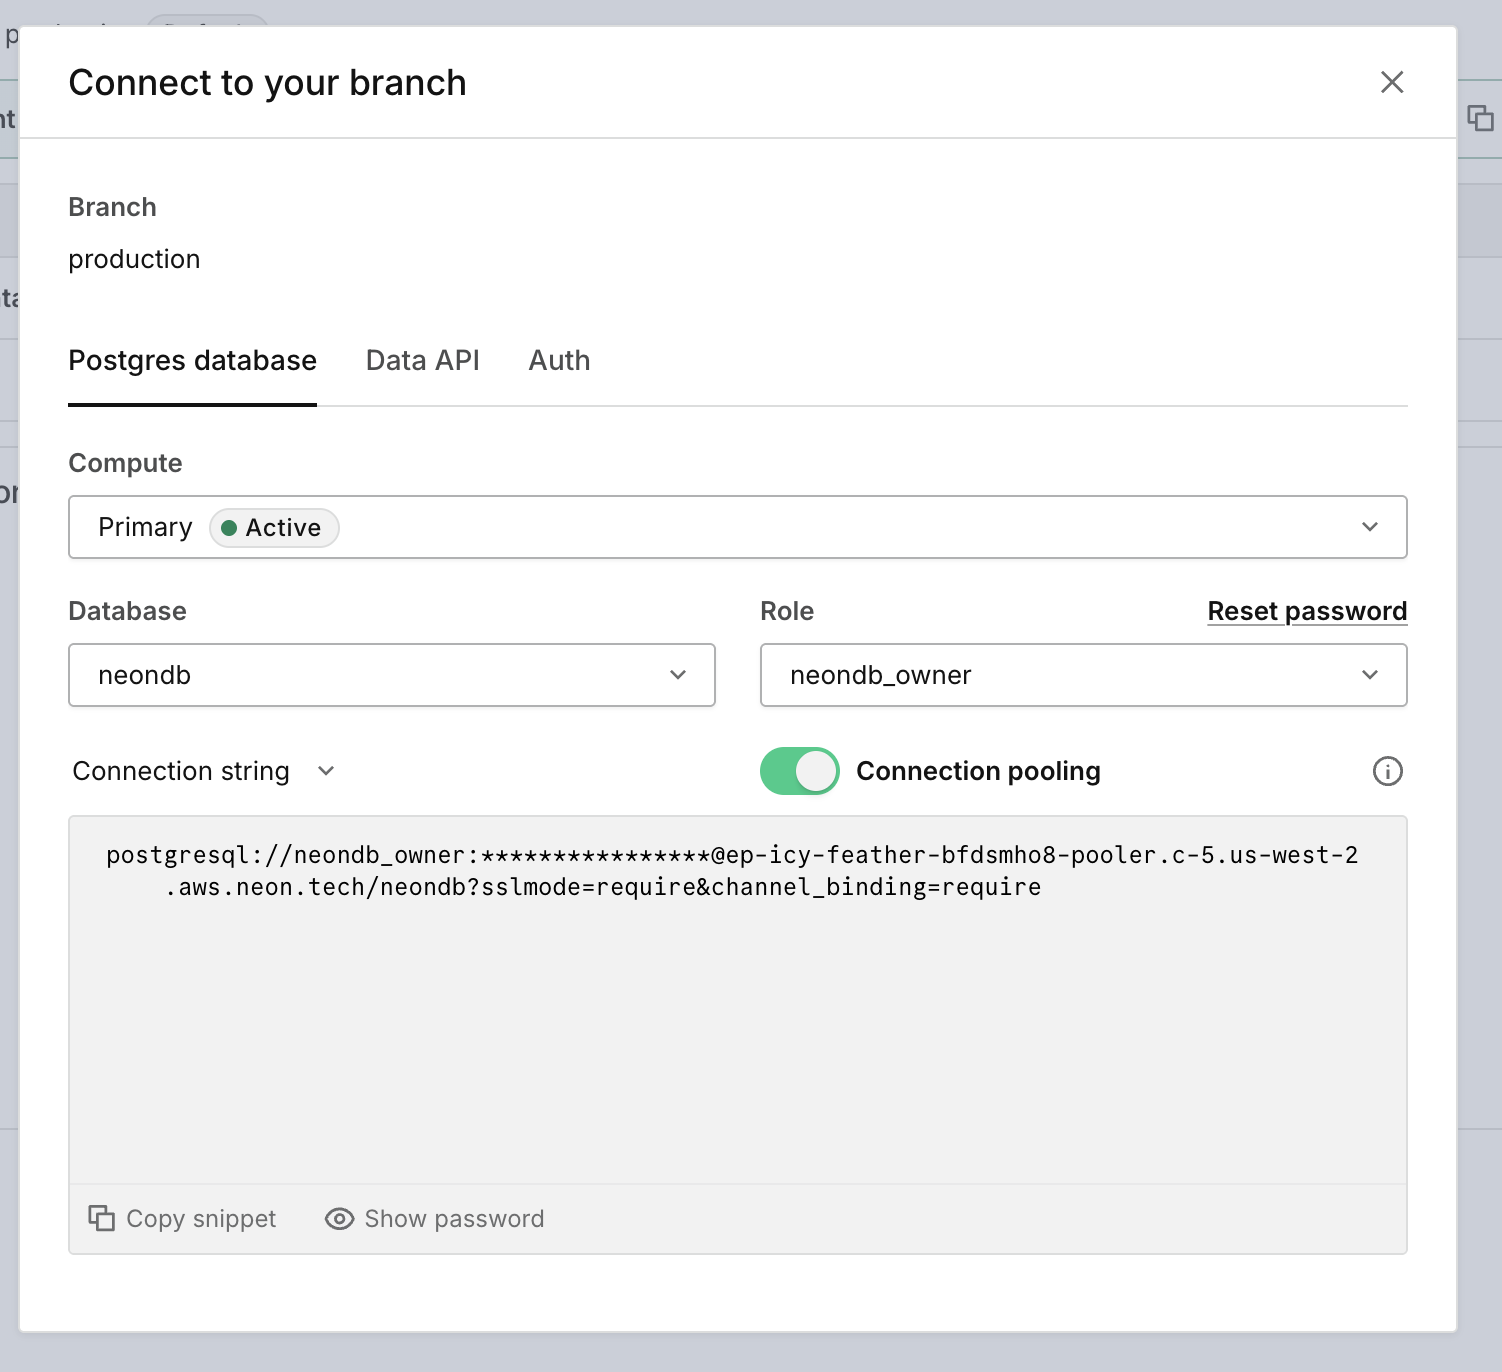 Connect to your branch
Branch
production
Postgres database Data API Auth
Compute
Primary Active
Database Role Reset password
neondb neondb_owner
Connection string Connection pooling
postgresql://neondb_owner:****************@ep-icy-feather-bfdsmho8-pooler.c-5.us-west-2
.aws.neon.tech/neondb?sslmode=require&channel_binding=require
Copy snippet Show password